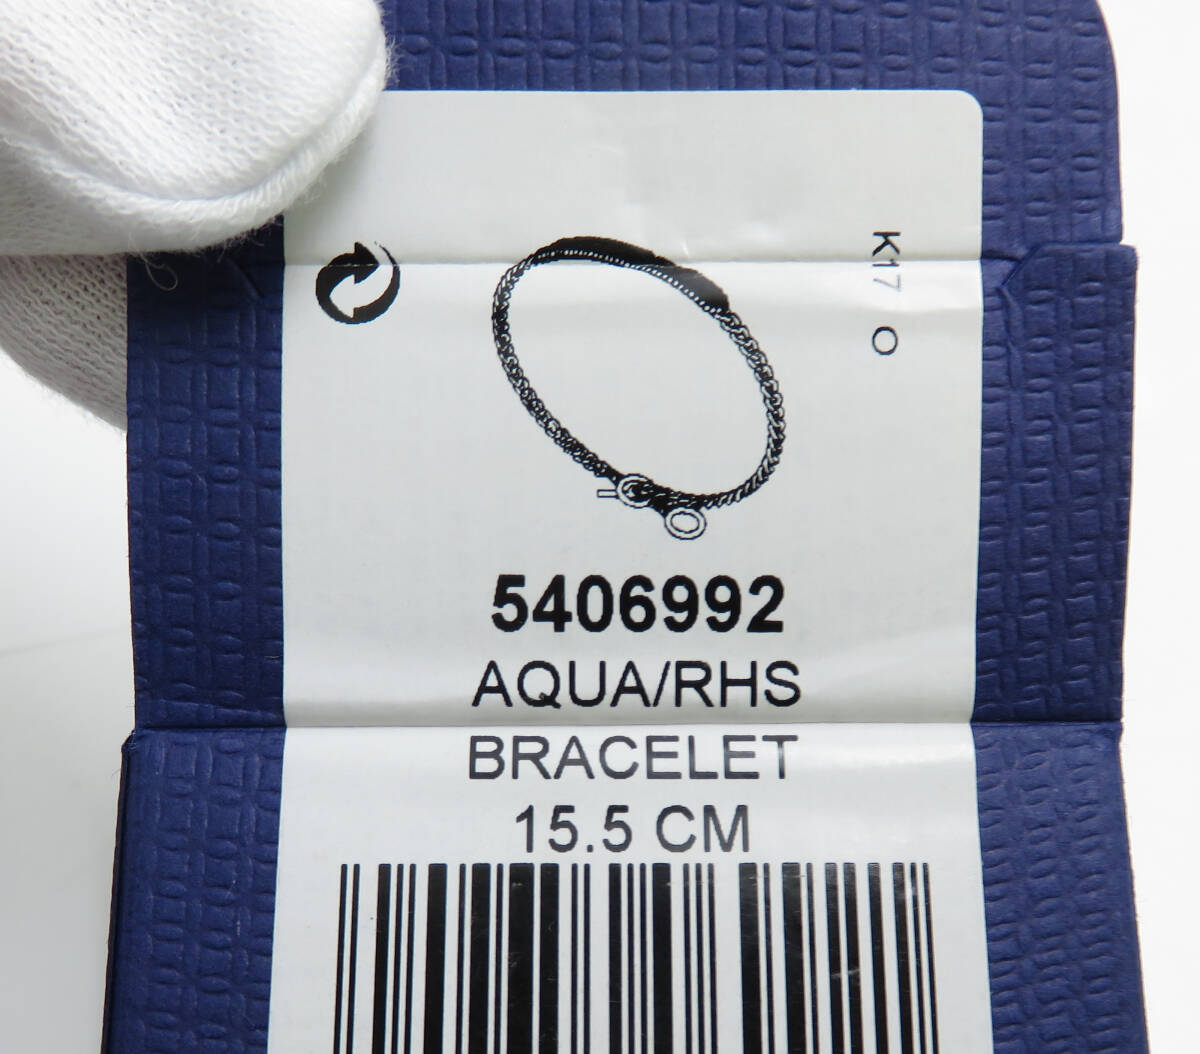 K17 O
5406992
AQUA/RHS
BRACELET
15.5 CM